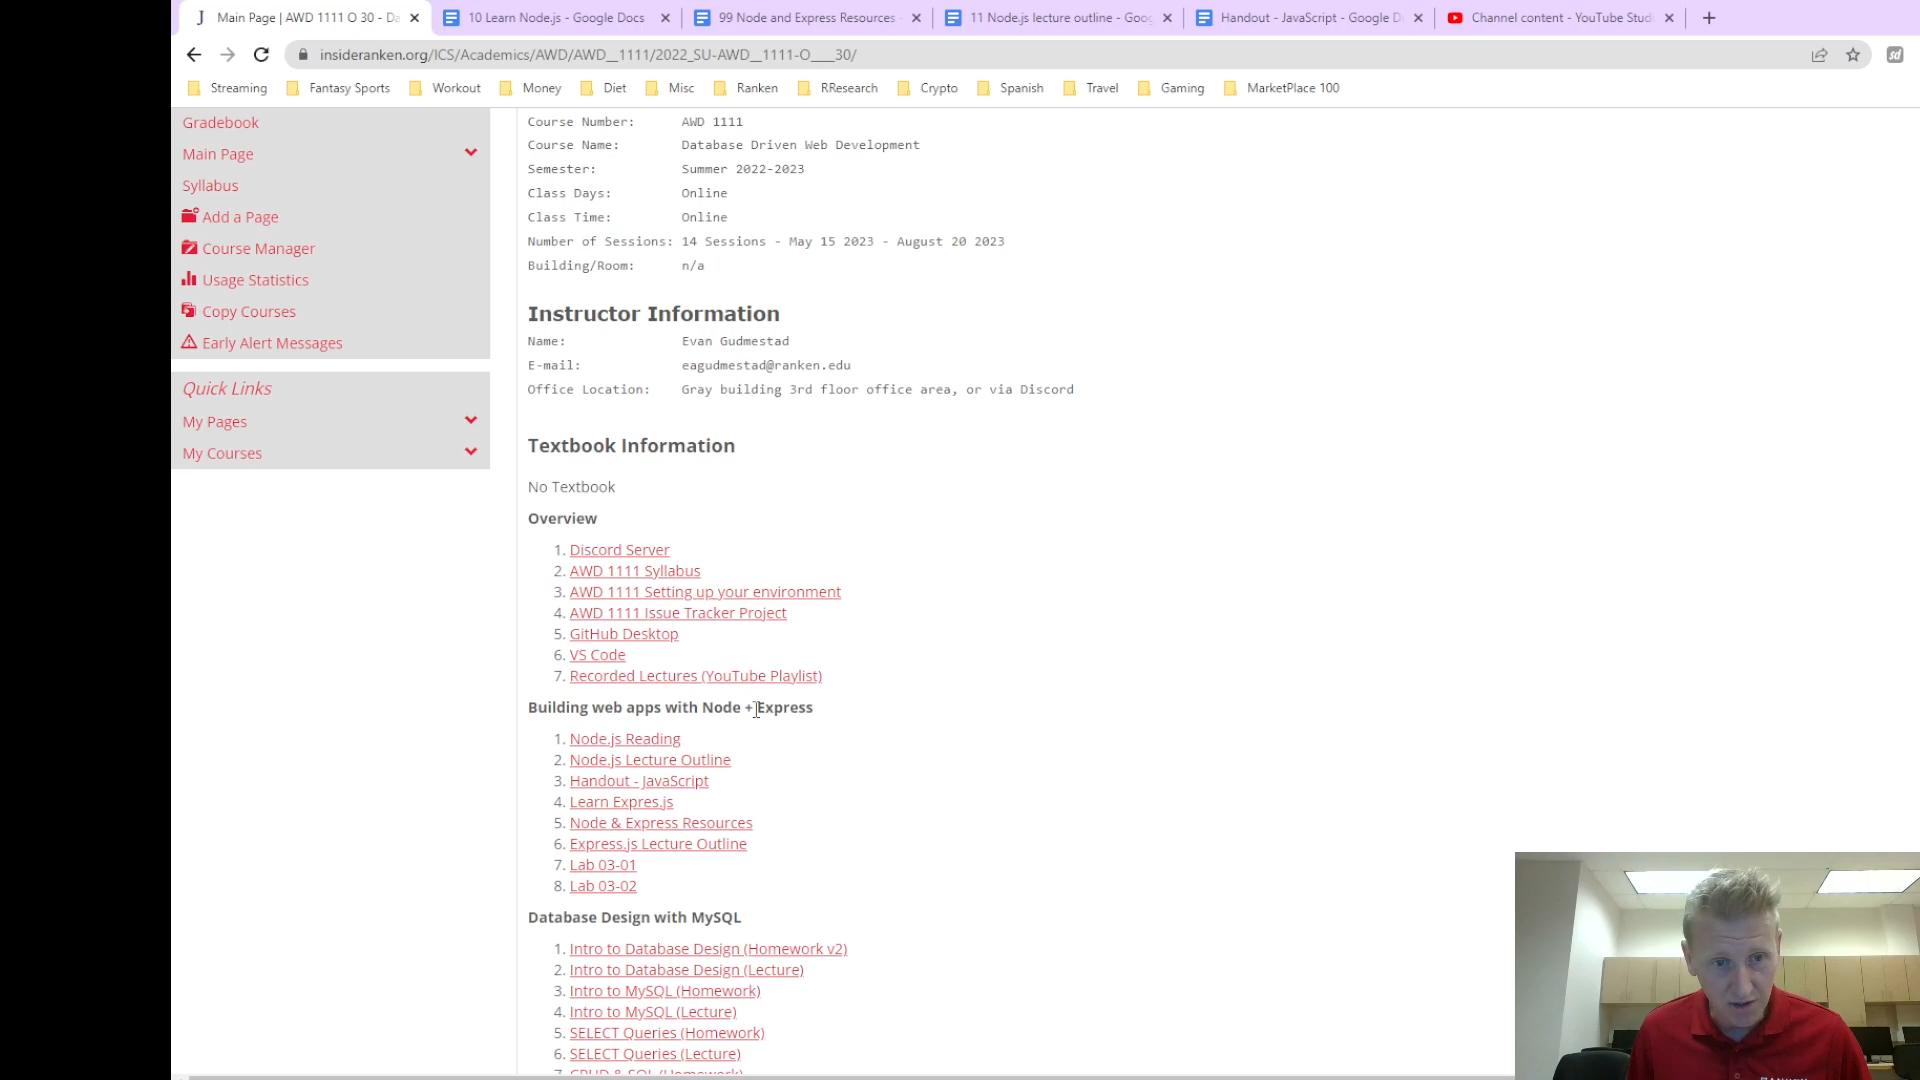 Main Page | AWD 1111 O 30 - Da
10 Learn Node.js - Google Docs
99 Node and Express Resources -
11 Node.js lecture outline - Goog
Handout - JavaScript - Google D
Channel content - YouTube Studi
insideranken.org/ICS/Academics/AWD/AWD__1111/2022_SU-AWD__1111-O___30/
Streaming
Fantasy Sports
Workout
Money
Diet
Misc
Ranken
RResearch
Crypto
Spanish
Travel
Gaming
MarketPlace 100
Gradebook
Main Page
Syllabus
Add a Page
Course Manager
Usage Statistics
Copy Courses
Early Alert Messages
Quick Links
My Pages
My Courses
Course Number: AWD 1111
Course Name: Database Driven Web Development
Semester: Summer 2022-2023
Class Days: Online
Class Time: Online
Number of Sessions: 14 Sessions - May 15 2023 - August 20 2023
Building/Room: n/a
Instructor Information
Name: Evan Gudmestad
E-mail: eagudmestad@ranken.edu
Office Location: Gray building 3rd floor office area, or via Discord
Textbook Information
No Textbook
Overview
1. Discord Server
2. AWD 1111 Syllabus
3. AWD 1111 Setting up your environment
4. AWD 1111 Issue Tracker Project
5. GitHub Desktop
6. VS Code
7. Recorded Lectures (YouTube Playlist)
Building web apps with Node + Express
1. Node.js Reading
2. Node.js Lecture Outline
3. Handout - JavaScript
4. Learn Expres.js
5. Node & Express Resources
6. Express.js Lecture Outline
7. Lab 03-01
8. Lab 03-02
Database Design with MySQL
1. Intro to Database Design (Homework v2)
2. Intro to Database Design (Lecture)
3. Intro to MySQL (Homework)
4. Intro to MySQL (Lecture)
5. SELECT Queries (Homework)
6. SELECT Queries (Lecture)
7. CRUD & SQL (Homework)